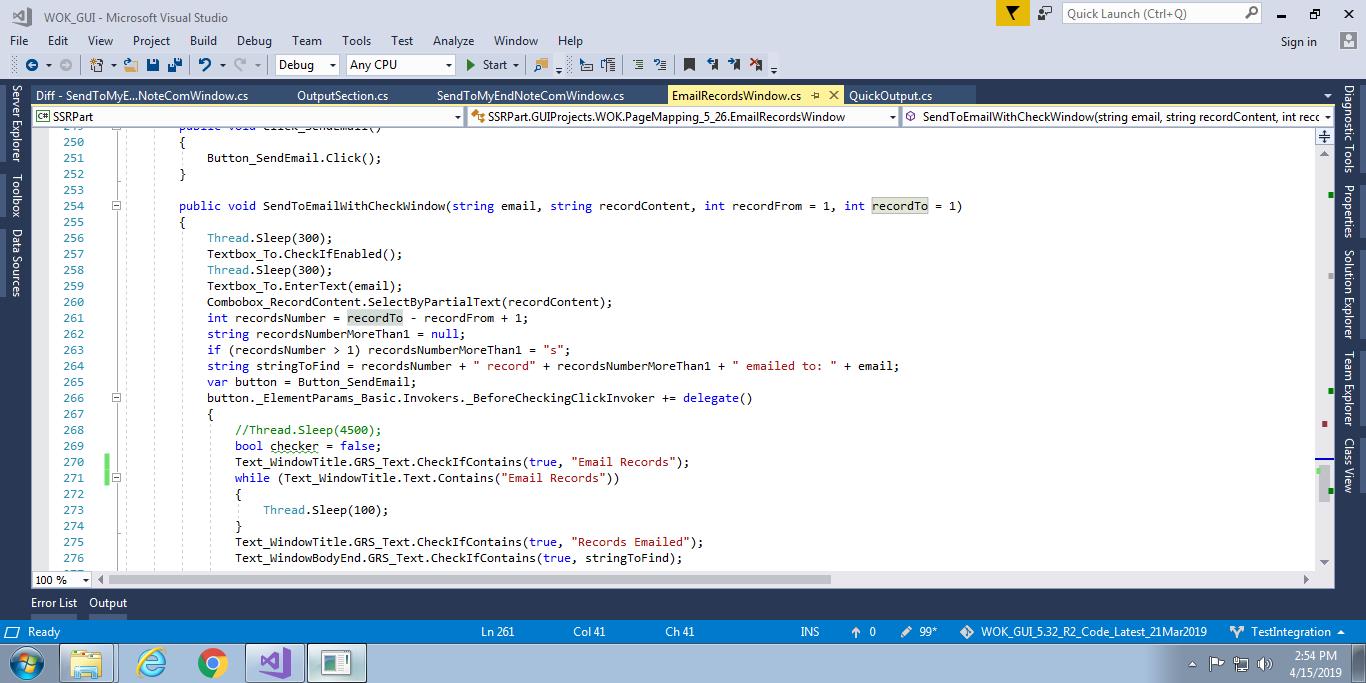 WOK_GUI - Microsoft Visual Studio
Quick Launch (Ctrl+Q)
File Edit View Project Build Debug Team Tools Test Analyze Window Help
Sign in
Debug Any CPU Start
Diff - SendToMyE...NoteComWindow.cs OutputSection.cs SendToMyEndNoteComWindow.cs EmailRecordsWindow.cs QuickOutput.cs
C# SSRPart SSRPart.GUIProjects.WOK.PageMapping_5_26.EmailRecordsWindow SendToEmailWithCheckWindow(string email, string recordContent, int recc
249 public void Click_SendEmail()
250 {
251 Button_SendEmail.Click();
252 }
253
254 public void SendToEmailWithCheckWindow(string email, string recordContent, int recordFrom = 1, int recordTo = 1)
255 {
256 Thread.Sleep(300);
257 Textbox_To.CheckIfEnabled();
258 Thread.Sleep(300);
259 Textbox_To.EnterText(email);
260 Combobox_RecordContent.SelectByPartialText(recordContent);
261 int recordsNumber = recordTo - recordFrom + 1;
262 string recordsNumberMoreThan1 = null;
263 if (recordsNumber > 1) recordsNumberMoreThan1 = "s";
264 string stringToFind = recordsNumber + " record" + recordsNumberMoreThan1 + " emailed to: " + email;
265 var button = Button_SendEmail;
266 button._ElementParams_Basic.Invokers._BeforeCheckingClickInvoker += delegate()
267 {
268 //Thread.Sleep(4500);
269 bool checker = false;
270 Text_WindowTitle.GRS_Text.CheckIfContains(true, "Email Records");
271 while (Text_WindowTitle.Text.Contains("Email Records"))
272 {
273 Thread.Sleep(100);
274 }
275 Text_WindowTitle.GRS_Text.CheckIfContains(true, "Records Emailed");
276 Text_WindowBodyEnd.GRS_Text.CheckIfContains(true, stringToFind);
100 %
Server Explorer
Toolbox
Data Sources
Diagnostic Tools
Properties
Solution Explorer
Team Explorer
Class View
Error List Output
Ready Ln 261 Col 41 Ch 41 INS 0 99* WOK_GUI_5.32_R2_Code_Latest_21Mar2019 TestIntegration
2:54 PM
4/15/2019